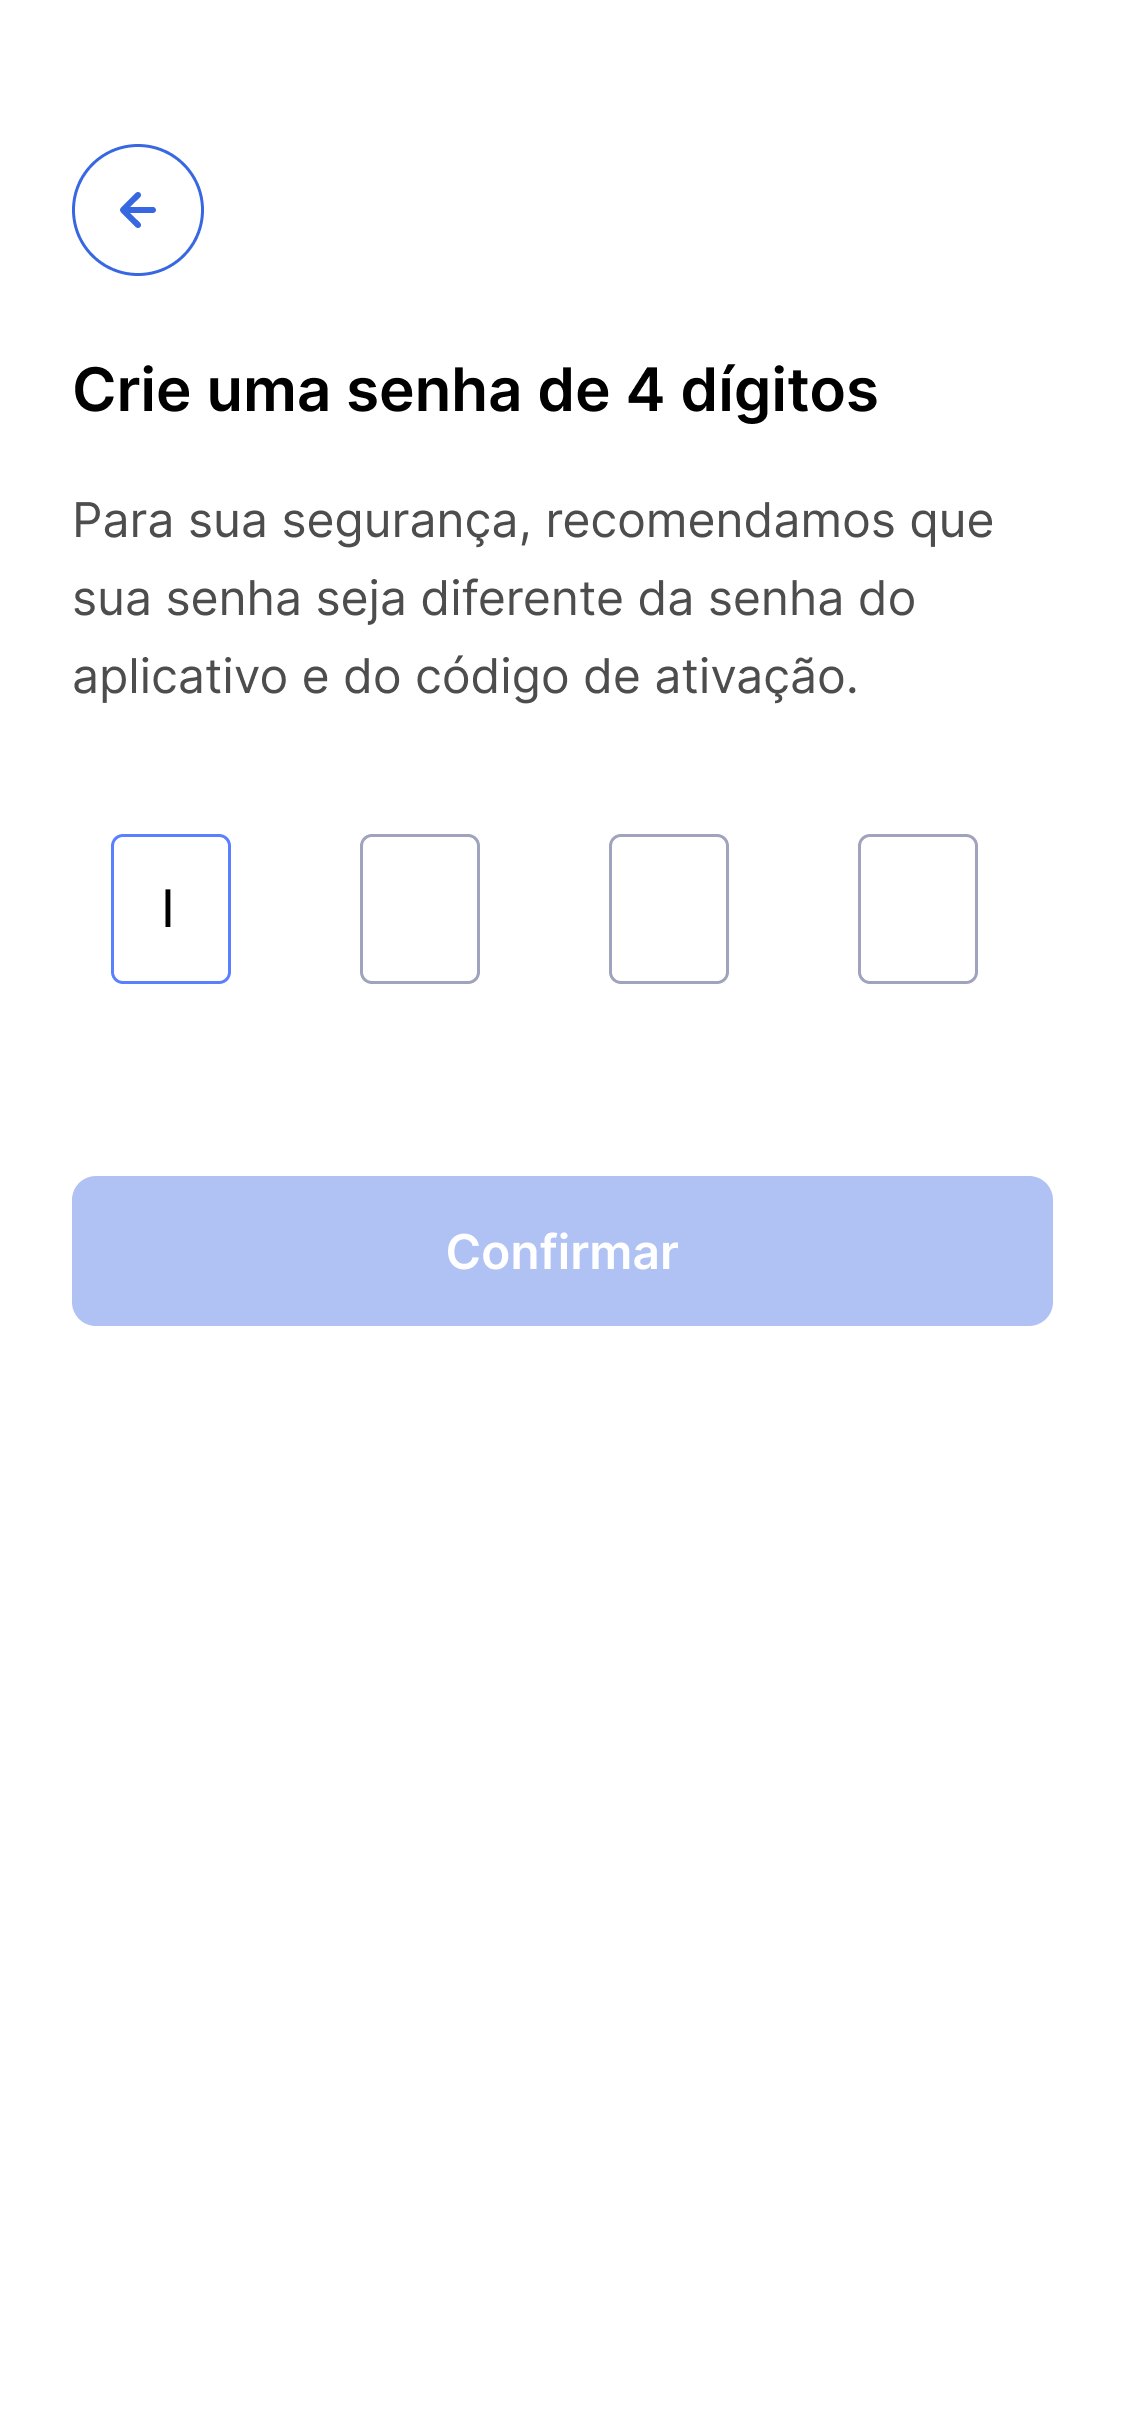 Crie uma senha de 4 dígitos
Para sua segurança, recomendamos que
sua senha seja diferente da senha do
aplicativo e do código de ativação.
Confirmar